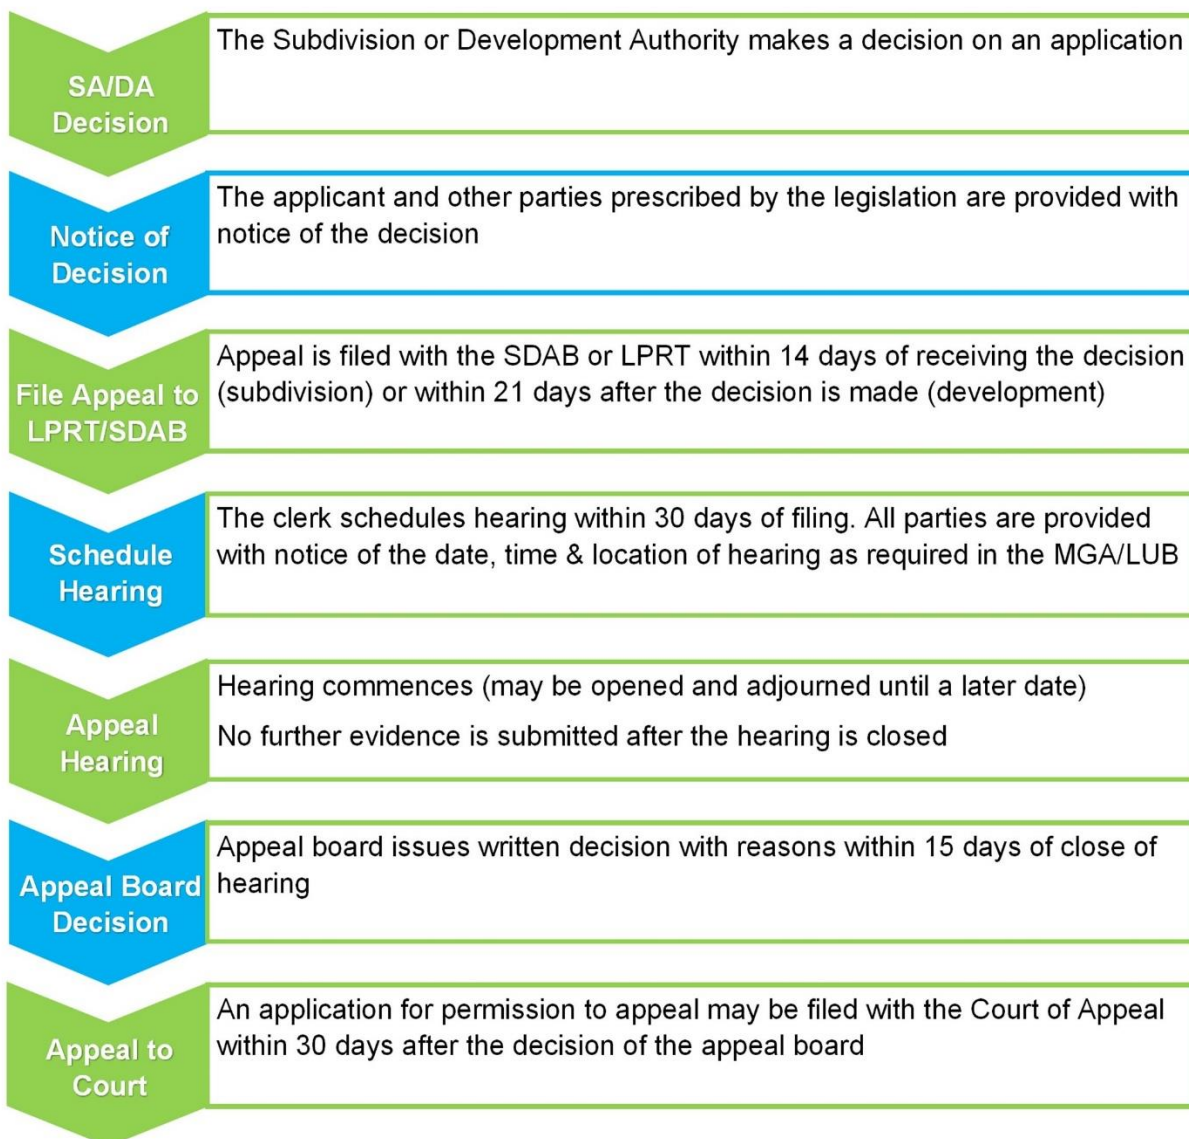 SA/DA
Decision
The Subdivision or Development Authority makes a decision on an application
Notice of
Decision
The applicant and other parties prescribed by the legislation are provided with
notice of the decision
File Appeal to
LPRT/SDAB
Appeal is filed with the SDAB or LPRT within 14 days of receiving the decision
(subdivision) or within 21 days after the decision is made (development)
Schedule
Hearing
The clerk schedules hearing within 30 days of filing. All parties are provided
with notice of the date, time & location of hearing as required in the MGA/LUB
Appeal
Hearing
Hearing commences (may be opened and adjourned until a later date)
No further evidence is submitted after the hearing is closed
Appeal Board
Decision
Appeal board issues written decision with reasons within 15 days of close of
hearing
Appeal to
Court
An application for permission to appeal may be filed with the Court of Appeal
within 30 days after the decision of the appeal board